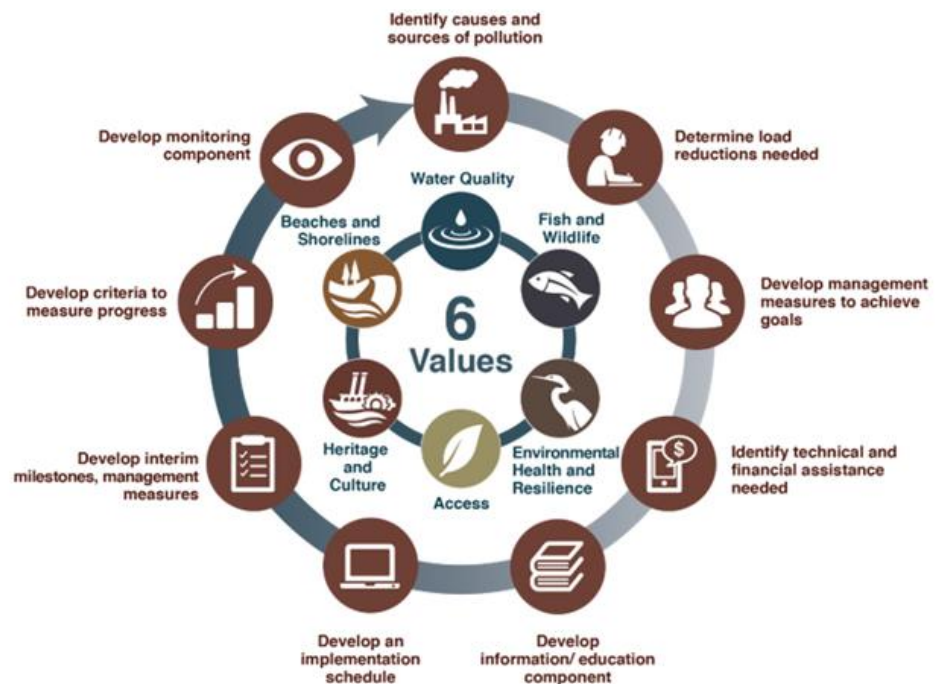 Identify causes and
sources of pollution
Develop monitoring
component
Determine load
reductions needed
Water Quality
Beaches and
Shorelines
Fish and
Wildlife
Develop criteria to
measure progress
6
Values
Develop management
measures to achieve
goals
Develop interim
milestones, management
measures
Heritage
and
Culture
Access
Environmental
Health and
Resilience
$
Identify technical and
financial assistance
needed
Develop an
implementation
schedule
Develop
information/ education
component